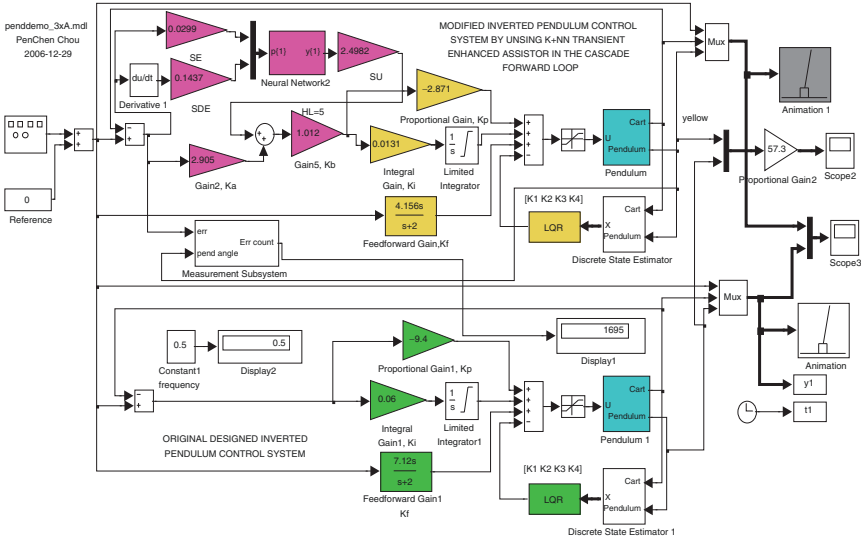 penddemo_3xA.mdl
PenChen Chou
2006-12-29
MODIFIED INVERTED PENDULUM CONTROL
SYSTEM BY UNSING K+NN TRANSIENT
ENHANCED ASSISTOR IN THE CASCADE
FORWARD LOOP
0.0299
SE
du/dt
Derivative 1
0.1437
SDE
p{1}
y{1}
Neural Network2
2.4982
SU
HL=5
-2.871
Proportional Gain, Kp
Mux
Animation 1
yellow
0
Reference
2.905
Gain2, Ka
1.012
Gain5, Kb
0.0131
Integral
Gain, Ki
1
s
Limited
Integrator
Cart
U
Pendulum
Pendulum
57.3
Proportional Gain2
Scope2
4.156s
s+2
Feedforward Gain,Kf
[K1 K2 K3 K4]
LQR
Cart
X
Pendulum
Discrete State Estimator
err
pend angle
Err count
Measurement Subsystem
Scope3
Mux
0.5
Constant1
frequency
0.5
Display2
-9.4
Proportional Gain1, Kp
1695
Display1
Animation
y1
t1
0.06
Integral
Gain1, Ki
1
s
Limited
Integrator1
Cart
U
Pendulum
Pendulum 1
ORIGINAL DESIGNED INVERTED
PENDULUM CONTROL SYSTEM
7.12s
s+2
Feedforward Gain1
Kf
[K1 K2 K3 K4]
LQR
Cart
X
Pendulum
Discrete State Estimator 1